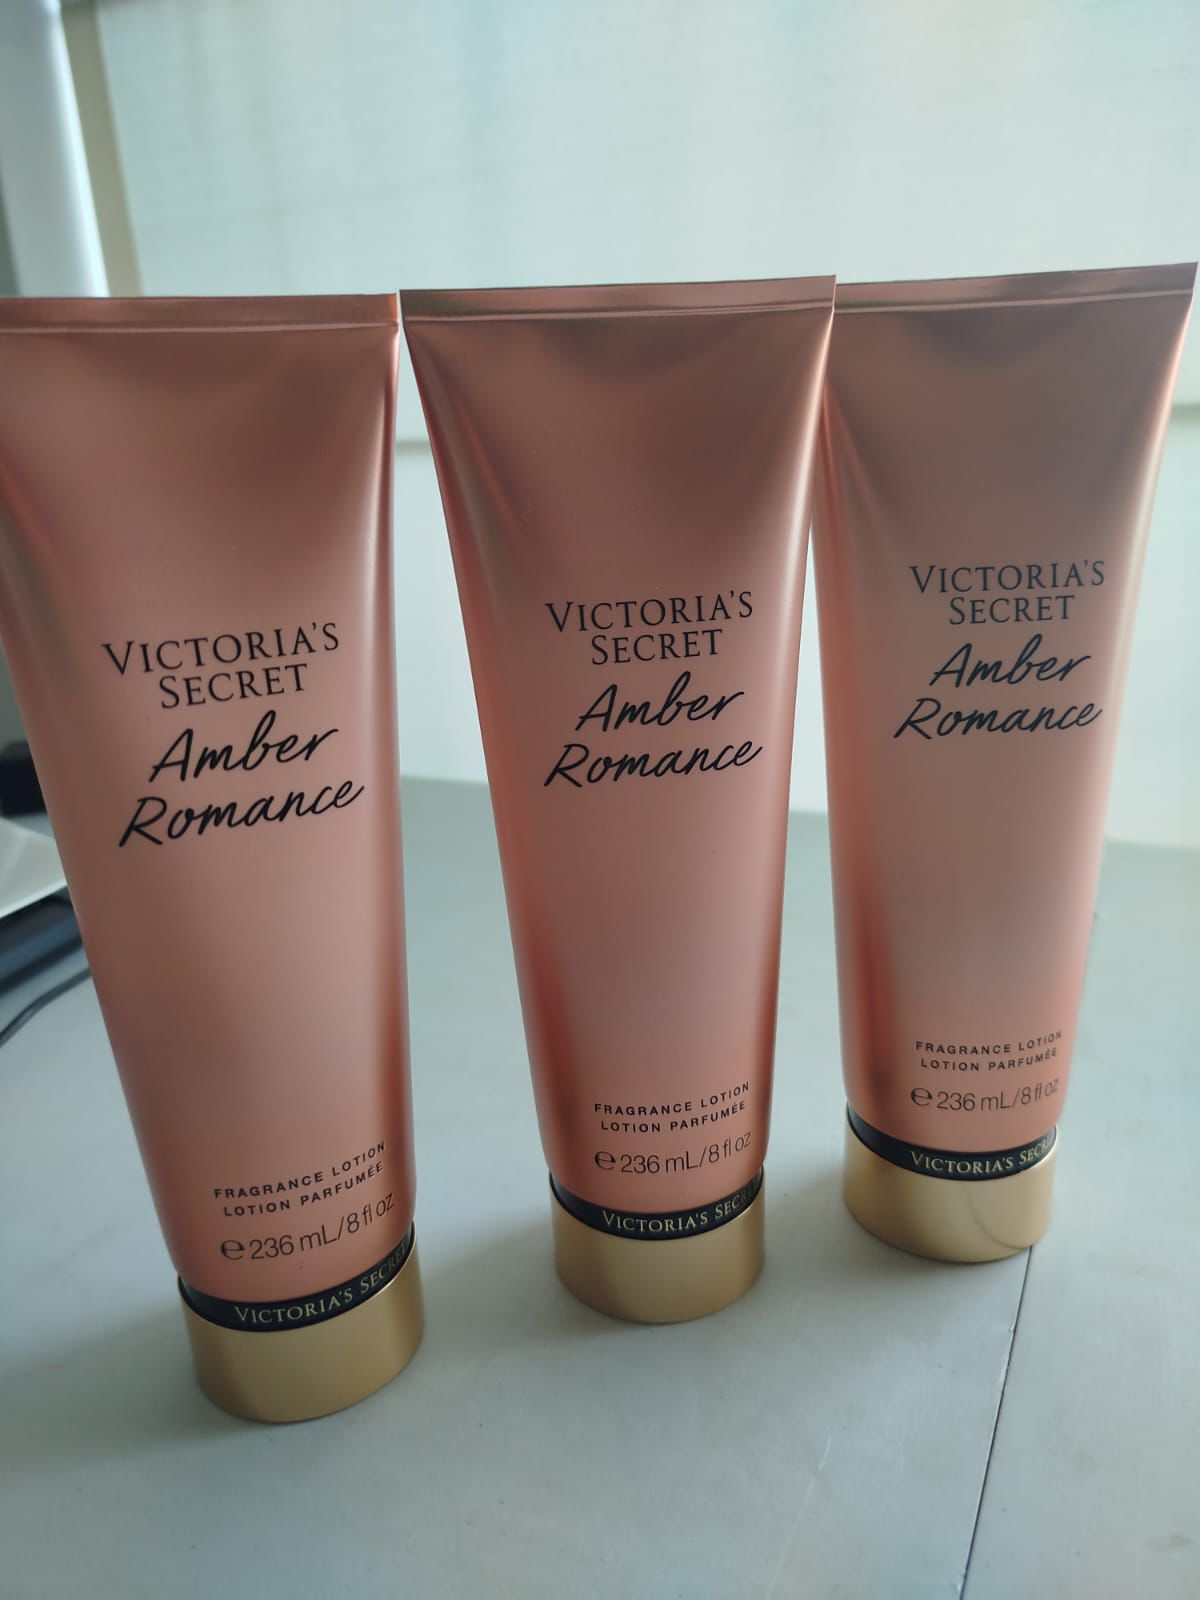 VICTORIA'S
SECRET
Amber
Romance
FRAGRANCE LOTION
LOTION PARFUMÉE
℮ 236 mL/8 fl oz
VICTORIA'S SECRET
VICTORIA'S
SECRET
Amber
Romance
FRAGRANCE LOTION
LOTION PARFUMÉE
℮ 236 mL/8 fl oz
VICTORIA'S SECRET
VICTORIA'S
SECRET
Amber
Romance
FRAGRANCE LOTION
LOTION PARFUMÉE
℮ 236 mL/8 fl oz
VICTORIA'S SECRET